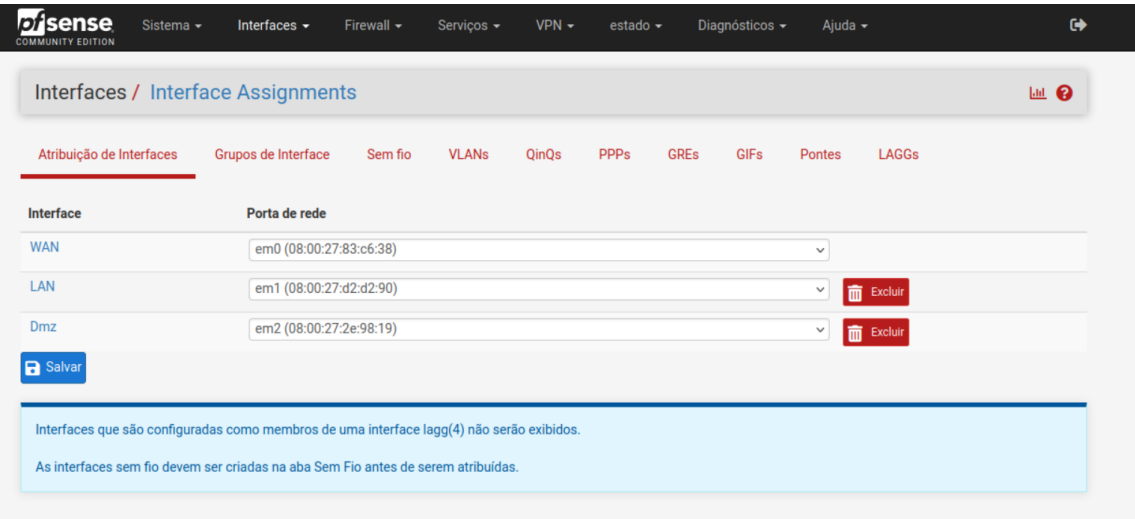 pfsense COMMUNITY EDITION Sistema Interfaces Firewall Serviços VPN estado Diagnósticos Ajuda
Interfaces / Interface Assignments
Atribuição de Interfaces Grupos de Interface Sem fio VLANs QinQs PPPs GREs GIFs Pontes LAGGs
Interface Porta de rede
WAN em0 (08:00:27:83:c6:38)
LAN em1 (08:00:27:d2:d2:90) Excluir
Dmz em2 (08:00:27:2e:98:19) Excluir
Salvar
Interfaces que são configuradas como membros de uma interface lagg(4) não serão exibidos.
As interfaces sem fio devem ser criadas na aba Sem Fio antes de serem atribuídas.